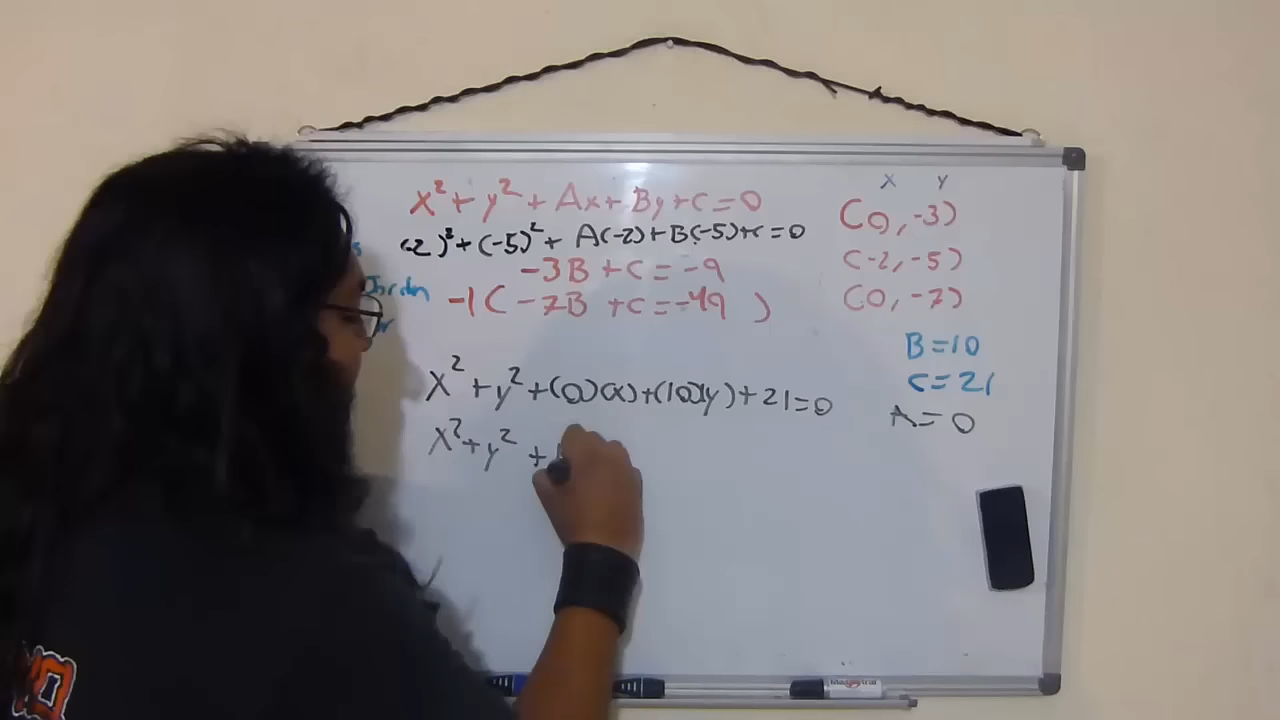 x² + y² + Ax + By + C = 0
(-2)² + (-5)² + A(-2) + B(-5) + C = 0
-3B + C = -9
-1( -7B + C = -49 )
x² + y² + (0)(x) + (10)(y) + 21 = 0
x² + y² +
X Y
(0, -3)
(-2, -5)
(0, -7)
B = 10
C = 21
A = 0